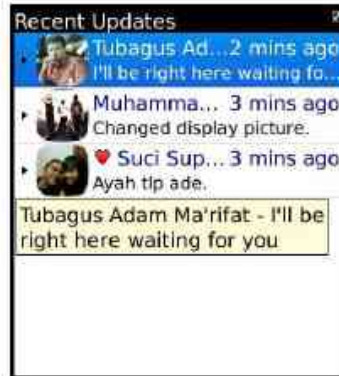 Recent Updates
Tubagus Ad... 2 mins ago
I'll be right here waiting fo...
Muhamma... 3 mins ago
Changed display picture.
❤ Suci Sup... 3 mins ago
Ayah tip ade.
Tubagus Adam Ma'rifat - I'll be
right here waiting for you